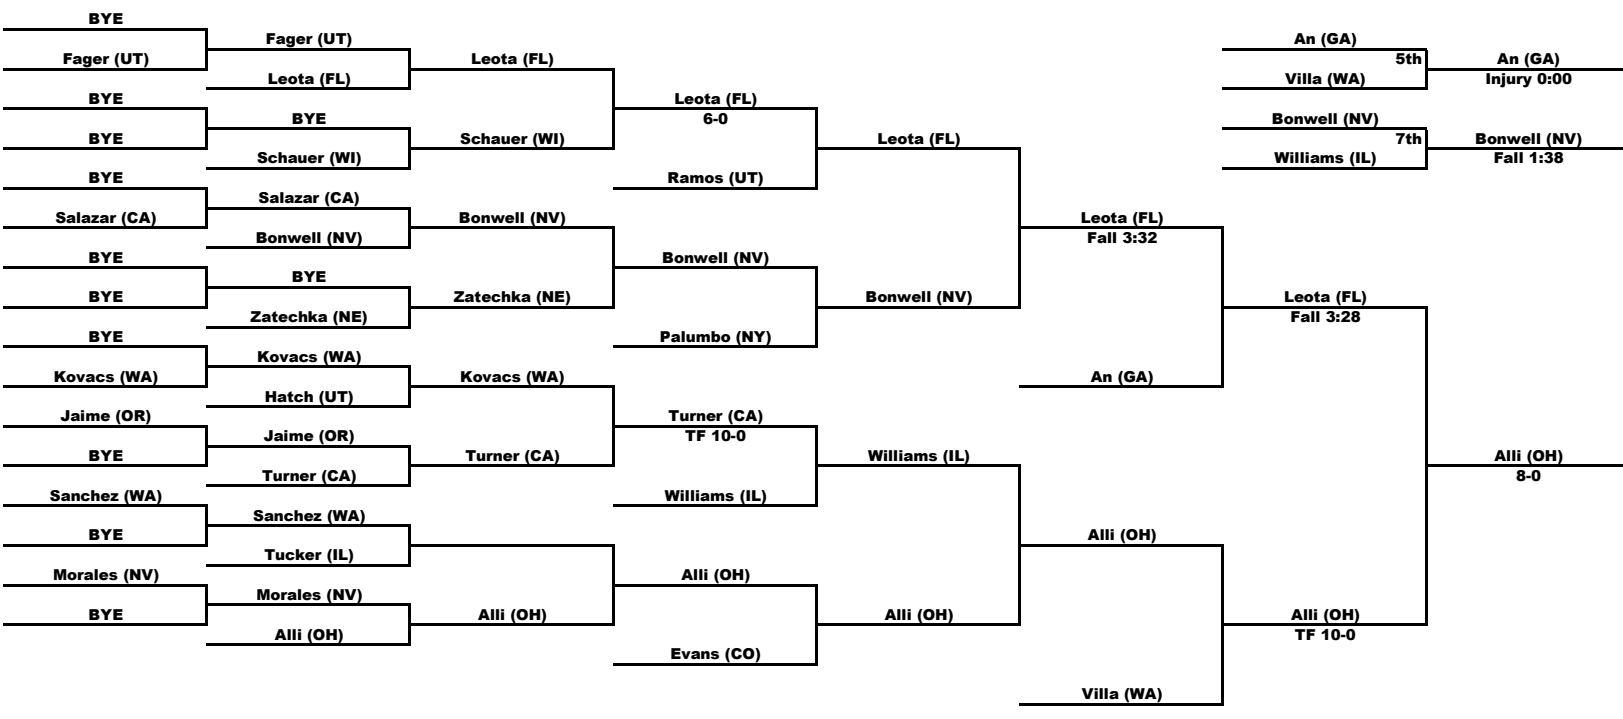 BYE
Fager (UT)
BYE
BYE
BYE
Salazar (CA)
BYE
BYE
BYE
Kovacs (WA)
Jaime (OR)
BYE
Sanchez (WA)
BYE
Morales (NV)
BYE
Fager (UT)
Leota (FL)
BYE
Schauer (WI)
Salazar (CA)
Bonwell (NV)
BYE
Zatechka (NE)
Kovacs (WA)
Hatch (UT)
Jaime (OR)
Turner (CA)
Sanchez (WA)
Tucker (IL)
Morales (NV)
Alli (OH)
Leota (FL)
Schauer (WI)
Bonwell (NV)
Zatechka (NE)
Kovacs (WA)
Turner (CA)
Alli (OH)
Leota (FL)
6-0
Ramos (UT)
Bonwell (NV)
Palumbo (NY)
Turner (CA)
TF 10-0
Williams (IL)
Alli (OH)
Evans (CO)
Leota (FL)
Bonwell (NV)
Williams (IL)
Alli (OH)
Leota (FL)
Fall 3:32
An (GA)
Alli (OH)
Villa (WA)
An (GA)
5th
Villa (WA)
Bonwell (NV)
7th
Williams (IL)
Leota (FL)
Fall 3:28
Alli (OH)
TF 10-0
An (GA)
Injury 0:00
Bonwell (NV)
Fall 1:38
Alli (OH)
8-0